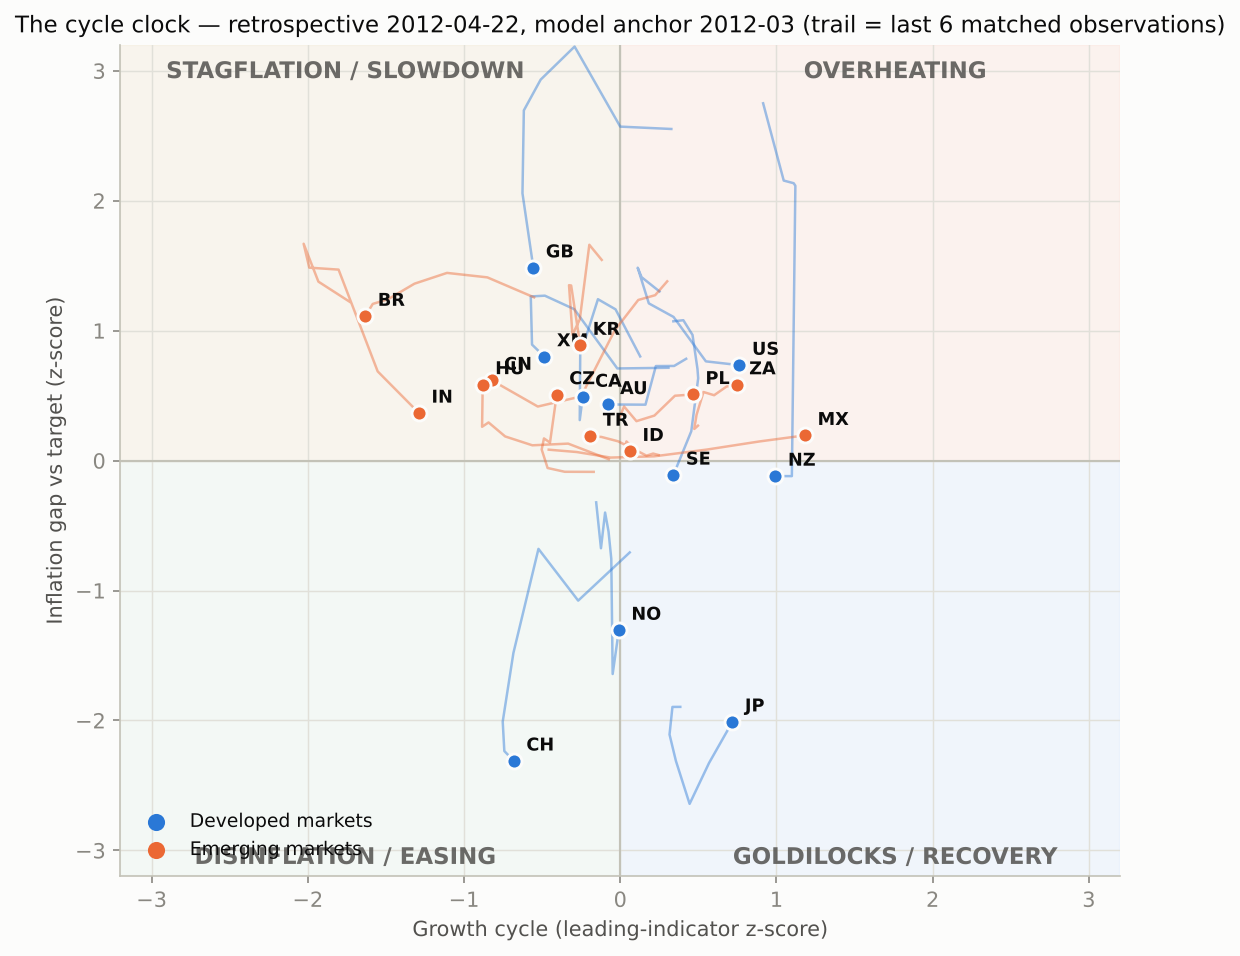 The cycle clock — retrospective 2012-04-22, model anchor 2012-03 (trail = last 6 matched observations)
STAGFLATION / SLOWDOWN
OVERHEATING
3
2
1
0
−1
−2
−3
Inflation gap vs target (z-score)
GB
BR
XM
KR
US
HU
CN
CZ
CA
AU
PL
ZA
IN
TR
MX
ID
SE
NZ
NO
JP
CH
Developed markets
Emerging markets
DISINFLATION / EASING
GOLDILOCKS / RECOVERY
−3
−2
−1
0
1
2
3
Growth cycle (leading-indicator z-score)